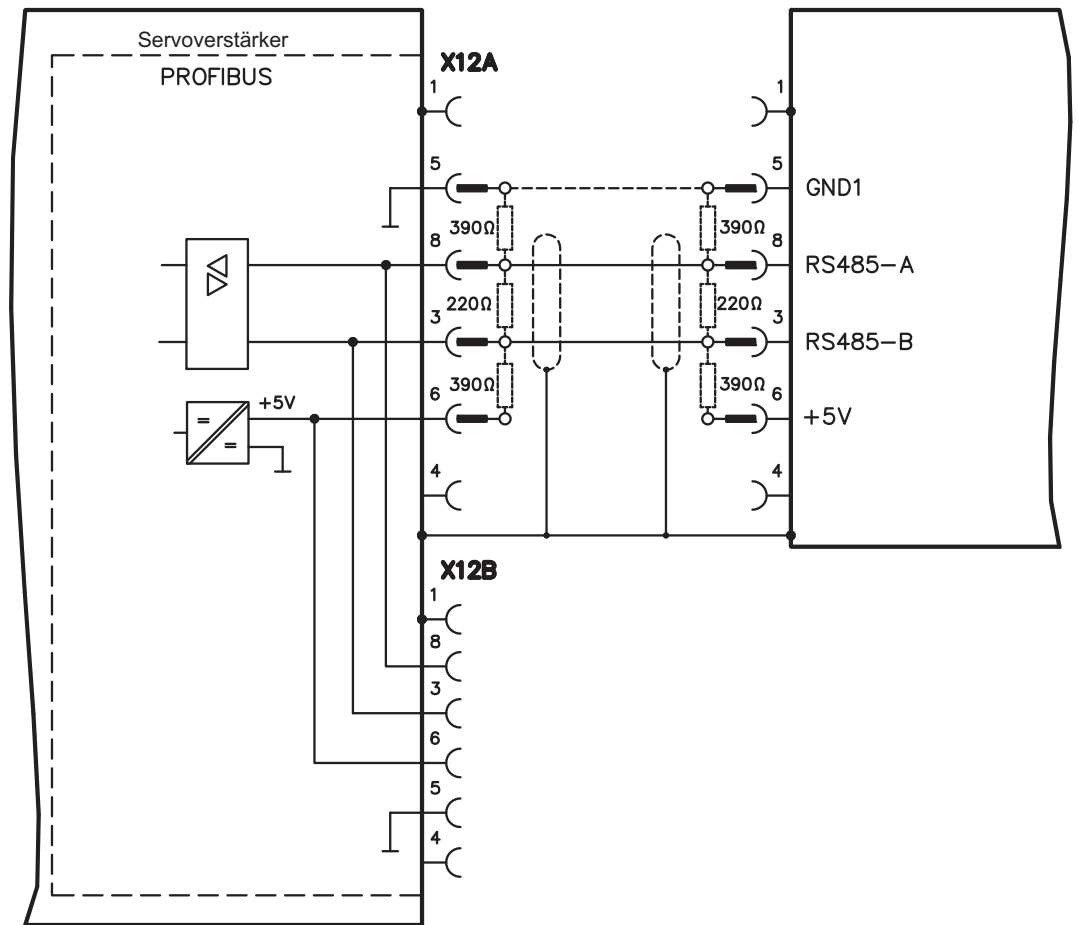 Servoverstärker
PROFIBUS
X12A
1
1
5
5
GND1
390Ω
390Ω
8
8
RS485-A
220Ω
220Ω
3
3
RS485-B
390Ω
390Ω
6
6
+5V
+5V
=
=
4
4
X12B
1
8
3
6
5
4